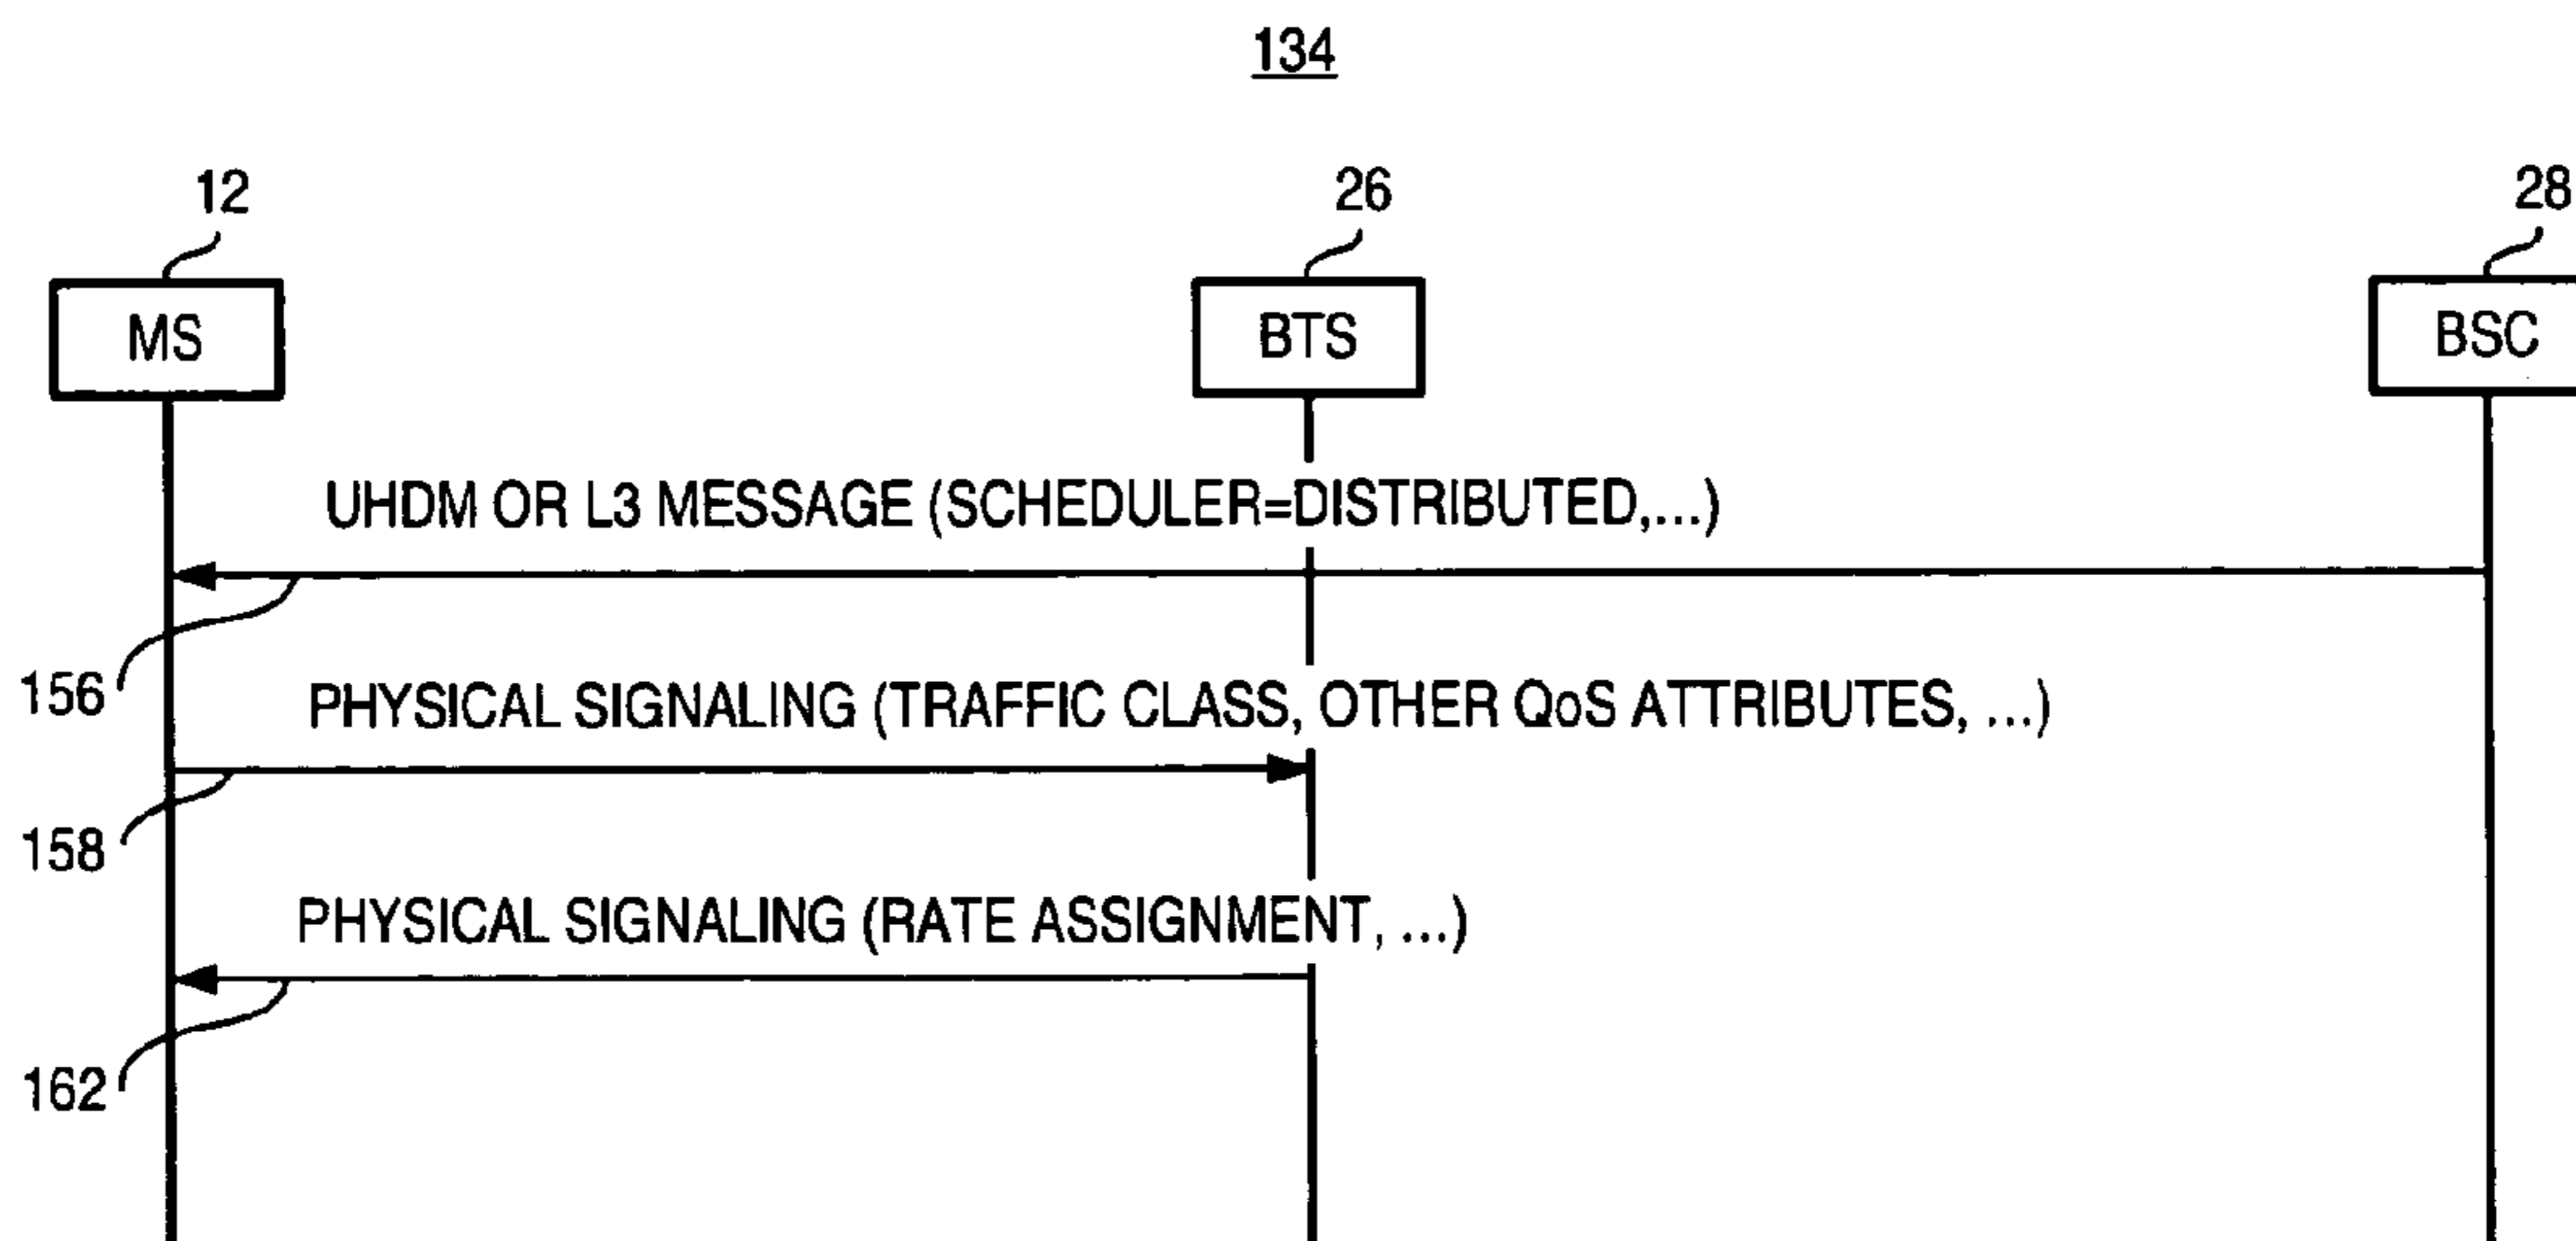 134
12
26
28
MS
BTS
BSC
UHDM OR L3 MESSAGE (SCHEDULER=DISTRIBUTED,...)
156
PHYSICAL SIGNALING (TRAFFIC CLASS, OTHER QoS ATTRIBUTES, ...)
158
PHYSICAL SIGNALING (RATE ASSIGNMENT, ...)
162